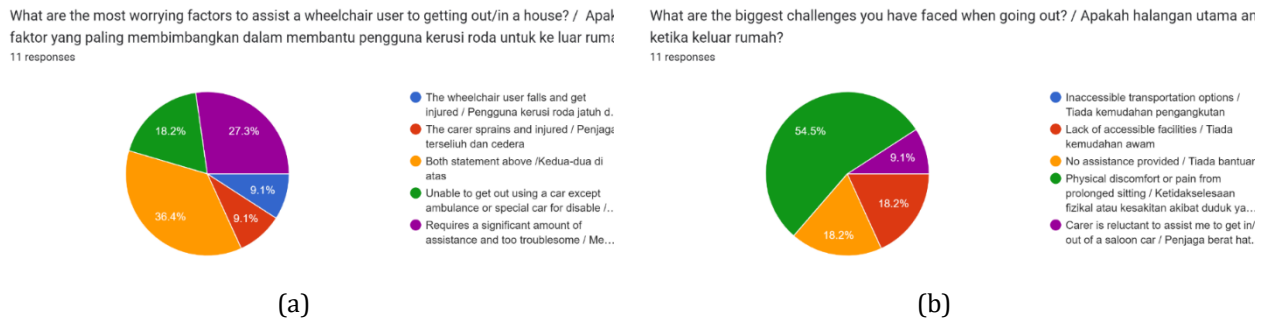 What are the most worrying factors to assist a wheelchair user to getting out/in a house? /
faktor yang paling membimbangkan dalam membantu pengguna kerusi roda untuk ke luar
11 responses
18.2%
27.3%
9.1%
36.4%
9.1%
The wheelchair user falls and get
injured / Pengguna kerusi roda jatuh d.
The carer sprains and injured / Penjaga
terseliuh dan cedera
Both statement above /Kedua-dua di
atas
Unable to get out using a car except
ambulance or special car for disable /..
Requires a significant amount of
assistance and too troublesome / Me...
(a)
What are the biggest challenges you have faced when going out? / Apakah halangan utama an
ketika keluar rumah?
11 responses
54.5%
9.1%
18.2%
18.2%
Inaccessible transportation options /
Tiada kemudahan pengangkutan
Lack of accessible facilities / Tiada
kemudahan awam
No assistance provided / Tiada bantuan
Physical discomfort or pain from
prolonged sitting / Ketidakselesaan
fizikal atau kesakitan akibat duduk ya...
Carer is reluctant to assist me to get in/
out of a saloon car / Penjaga berat hat.
(b)